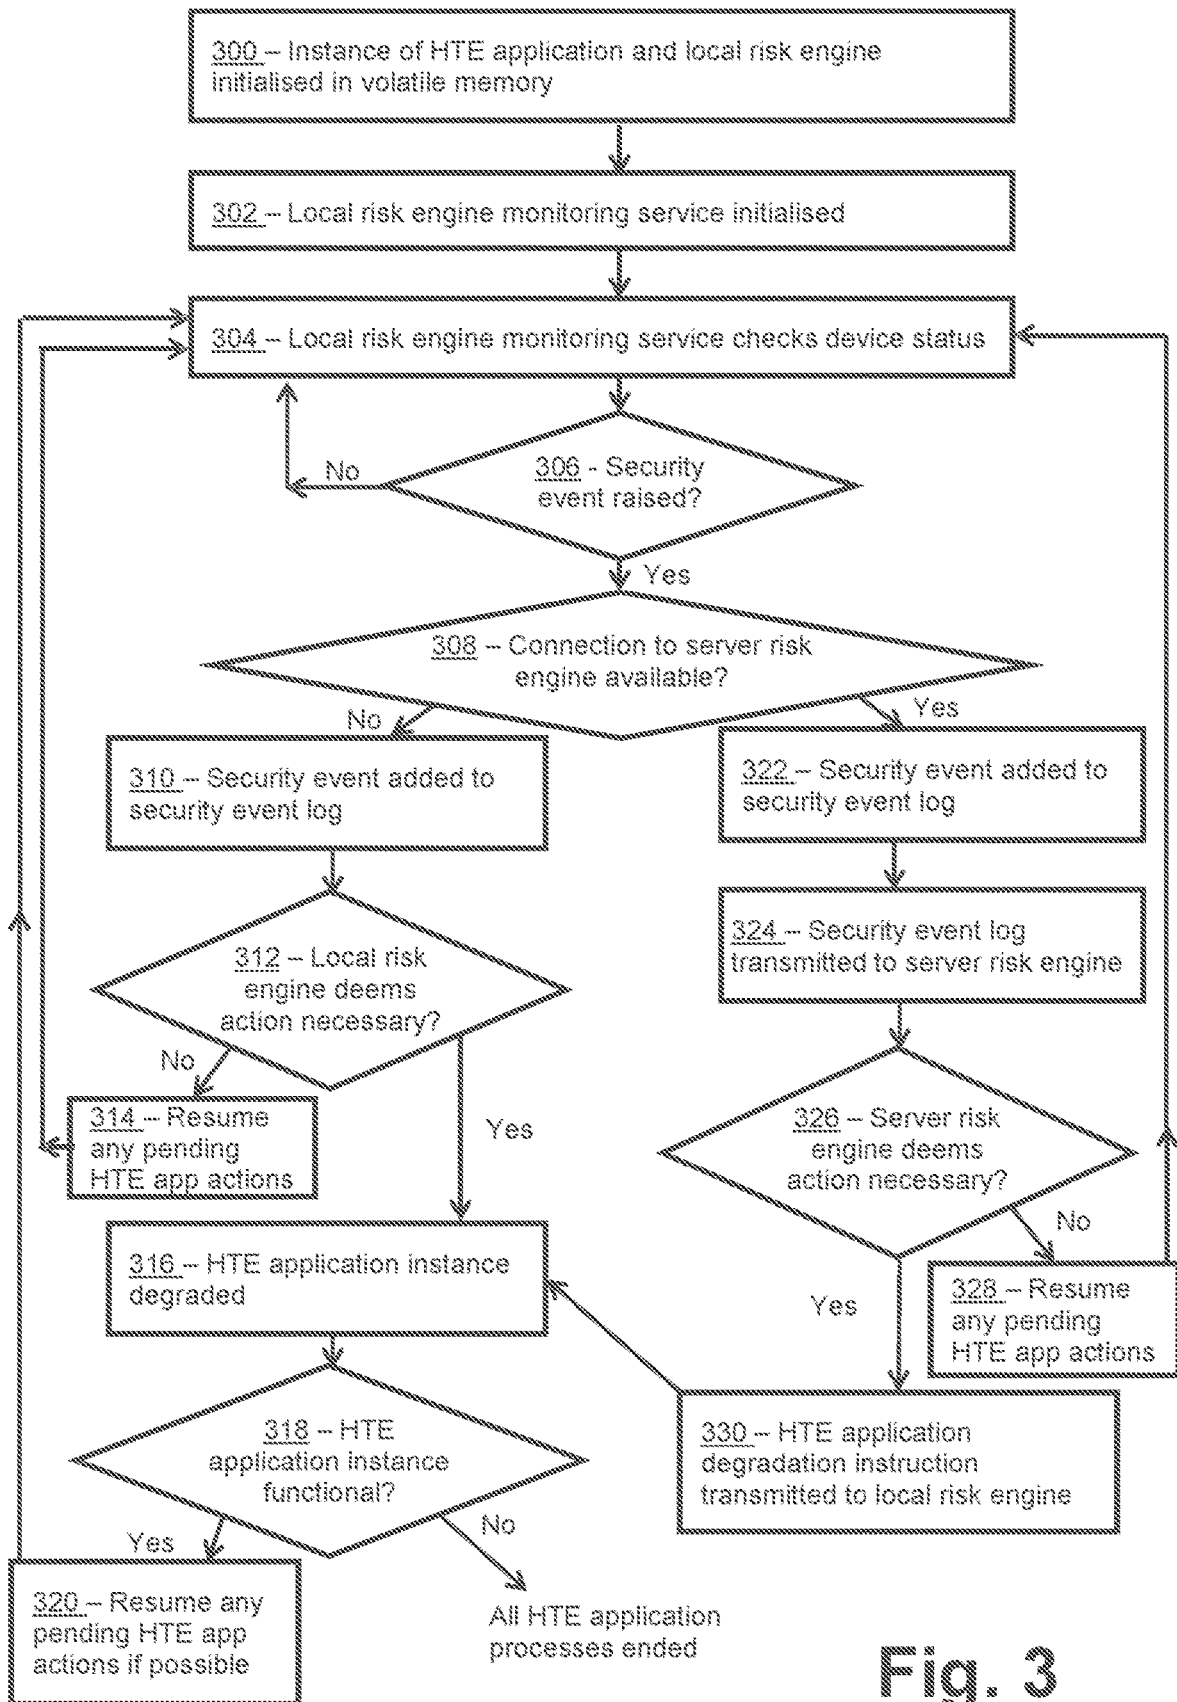 300 – Instance of HTE application and local risk engine
initialised in volatile memory
302 – Local risk engine monitoring service initialised
304 – Local risk engine monitoring service checks device status
306 - Security
event raised?
No
Yes
308 – Connection to server risk
engine available?
No
Yes
310 – Security event added to
security event log
322 – Security event added to
security event log
312 – Local risk
engine deems
action necessary?
324 – Security event log
transmitted to server risk engine
No
Yes
314 – Resume
any pending
HTE app actions
326 – Server risk
engine deems
action necessary?
No
Yes
316 – HTE application instance
degraded
328 – Resume
any pending
HTE app actions
318 – HTE
application instance
functional?
330 – HTE application
degradation instruction
transmitted to local risk engine
Yes
No
320 – Resume any
pending HTE app
actions if possible
All HTE application
processes ended
Fig. 3